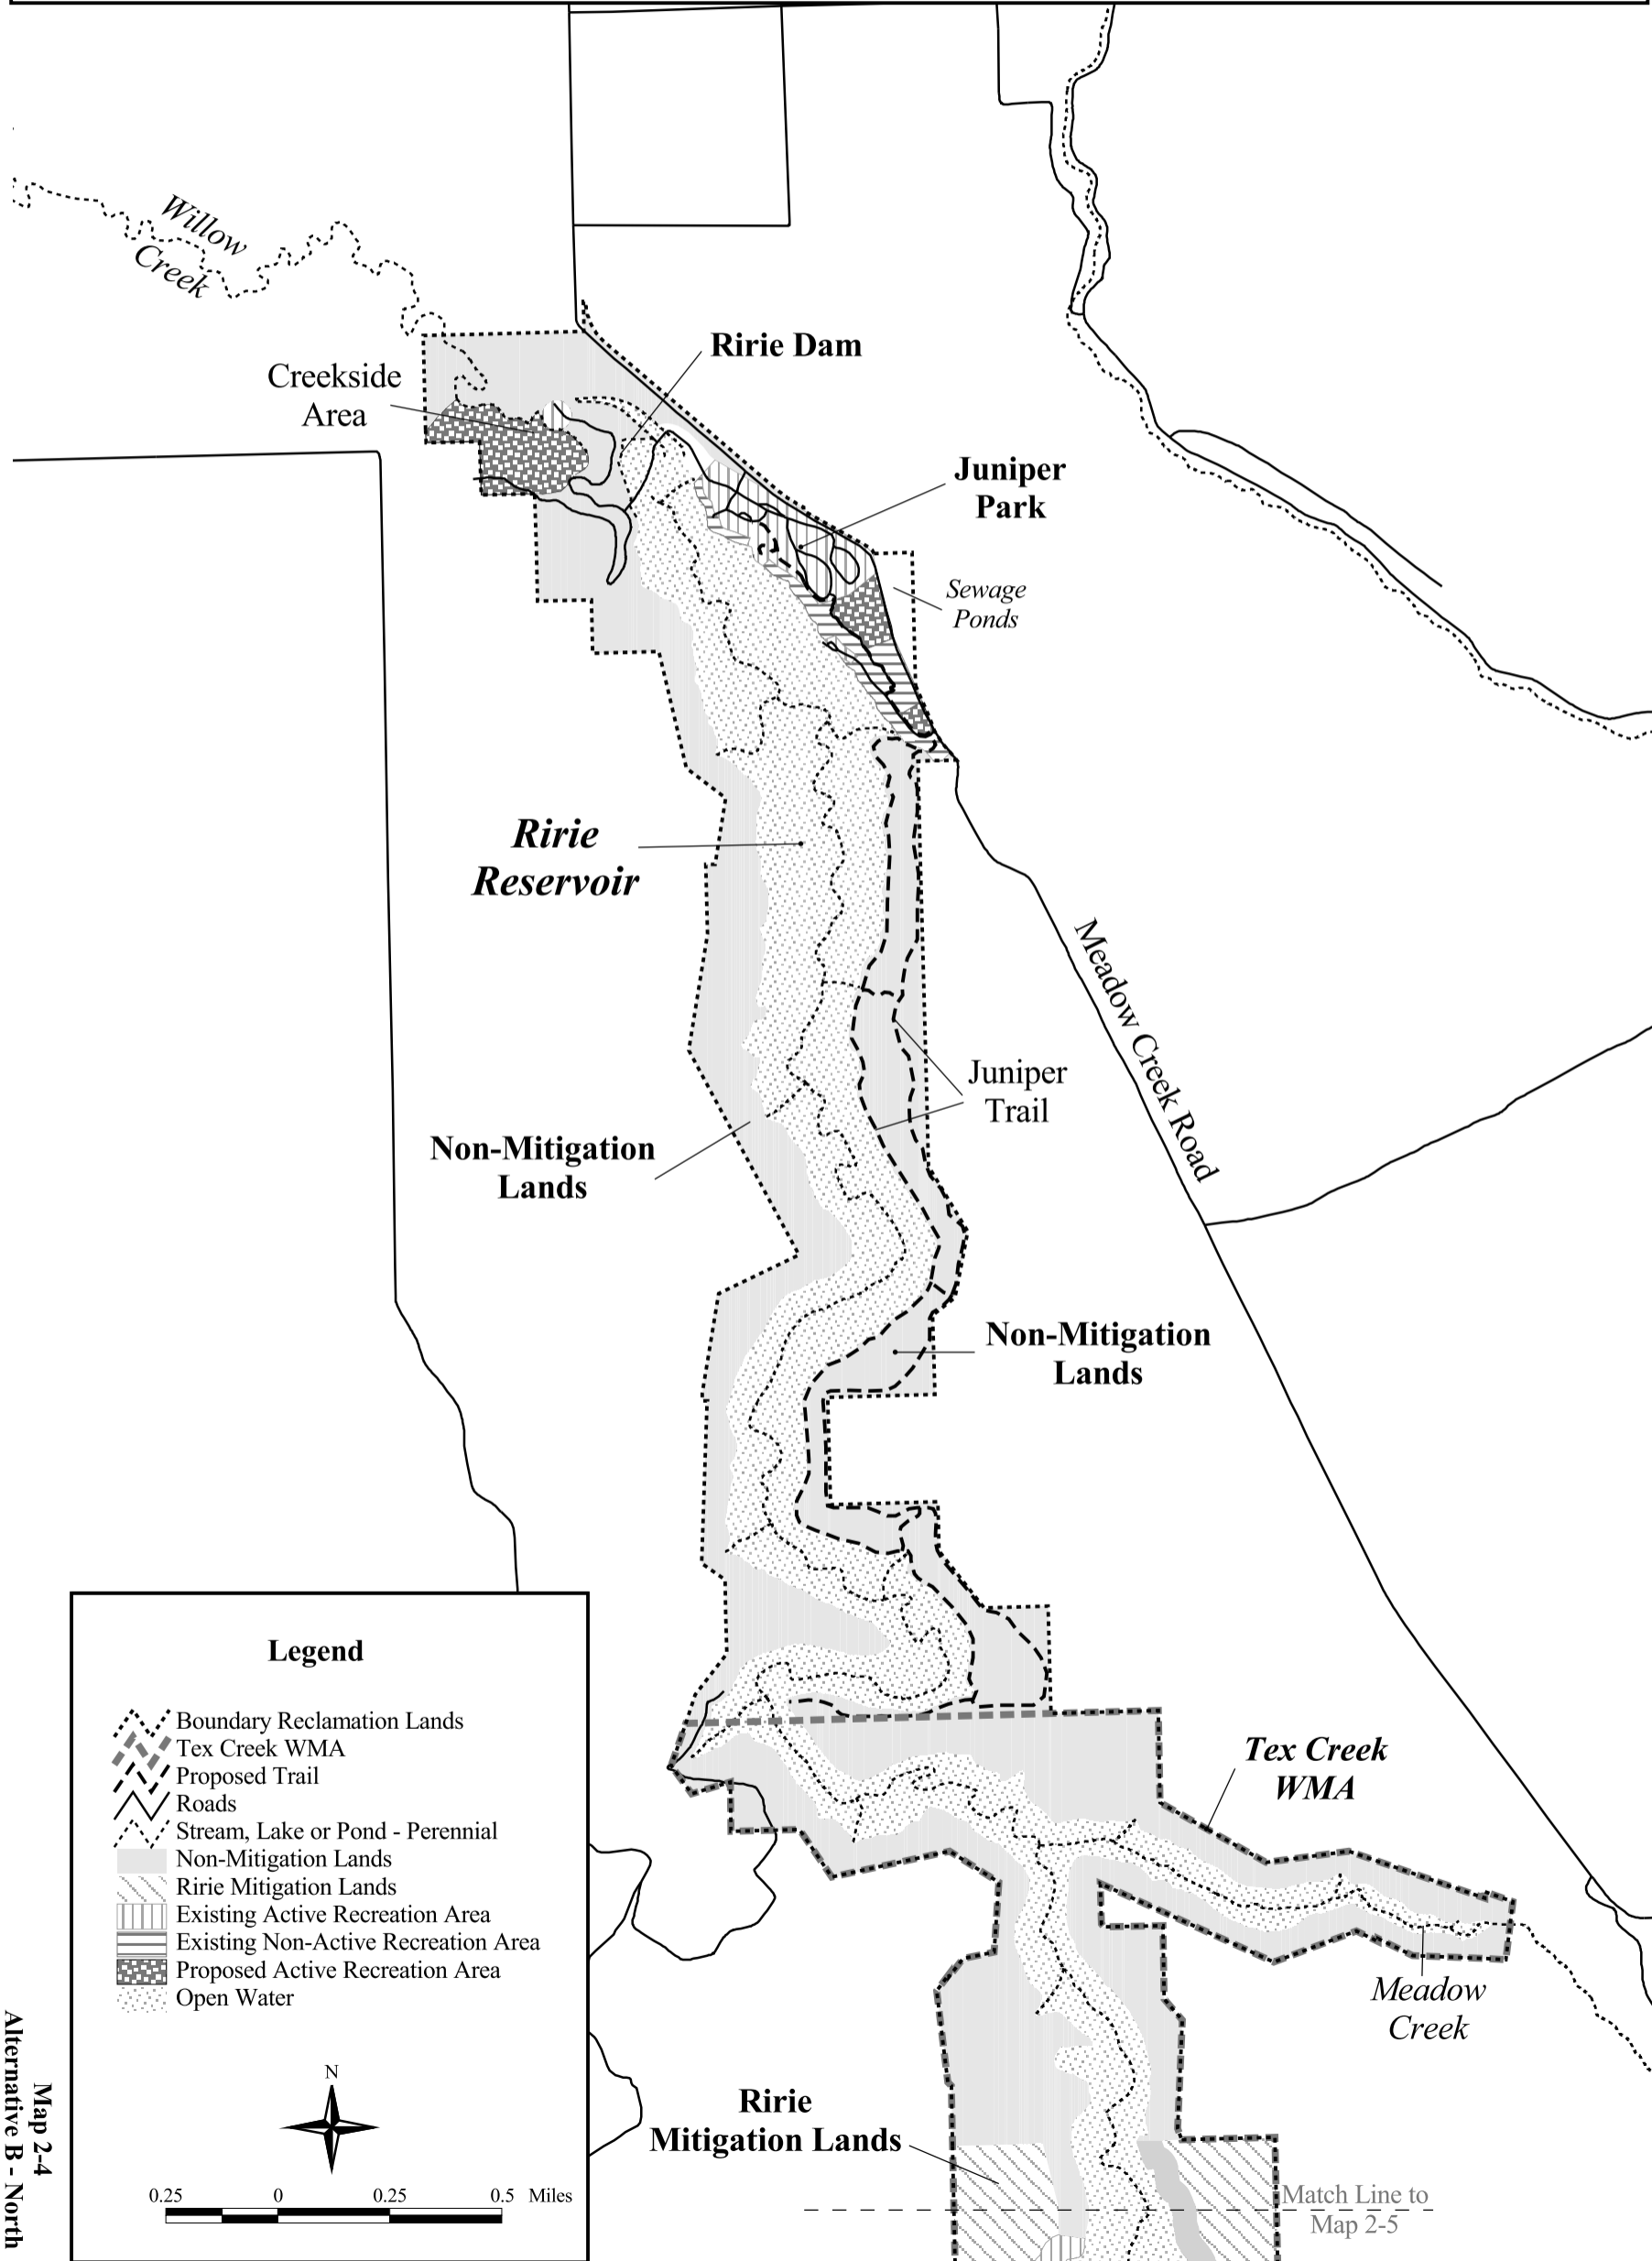 Willow
Creek
Ririe Dam
Creekside
Area
Juniper
Park
Sewage
Ponds
Ririe
Reservoir
Meadow Creek Road
Juniper
Trail
Non-Mitigation
Lands
Non-Mitigation
Lands
Tex Creek
WMA
Meadow
Creek
Ririe
Mitigation Lands
Match Line to
Map 2-5
Legend
Boundary Reclamation Lands
Tex Creek WMA
Proposed Trail
Roads
Stream, Lake or Pond - Perennial
Non-Mitigation Lands
Ririe Mitigation Lands
Existing Active Recreation Area
Existing Non-Active Recreation Area
Proposed Active Recreation Area
Open Water
N
0.25 0 0.25 0.5 Miles
Map 2-4
Alternative B - North